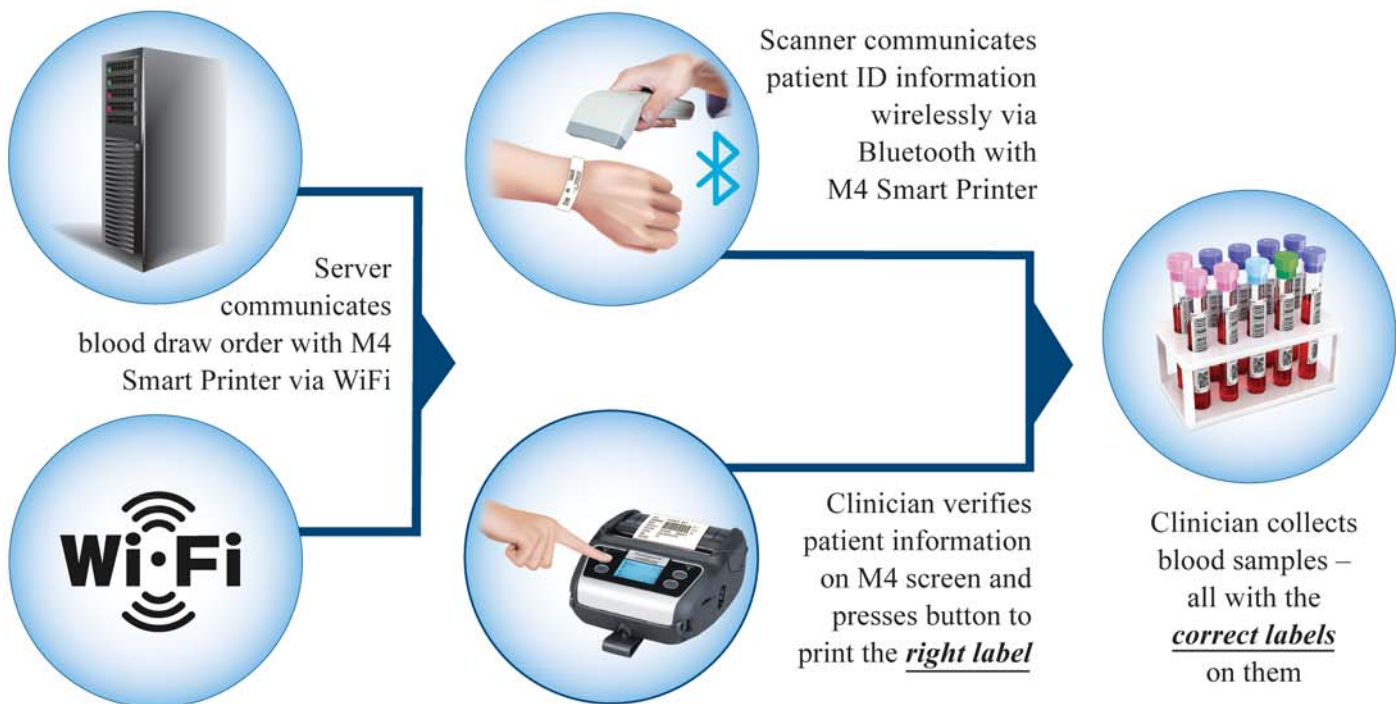 Server
communicates
blood draw order with M4
Smart Printer via WiFi
Wi Fi
Scanner communicates
patient ID information
wirelessly via
Bluetooth with
M4 Smart Printer
Clinician verifies
patient information
on M4 screen and
presses button to
print the right label
Clinician collects
blood samples –
all with the
correct labels
on them